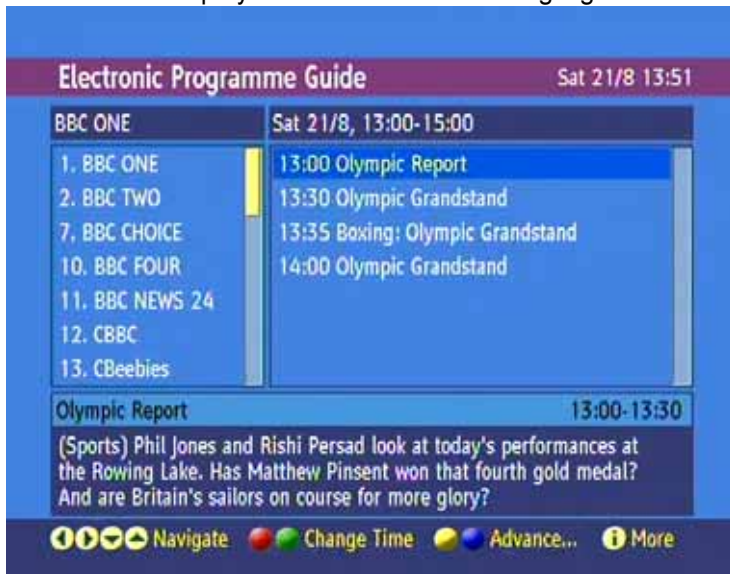 Electronic Programme Guide Sat 21/8 13:51
BBC ONE Sat 21/8, 13:00-15:00
1. BBC ONE
2. BBC TWO
7. BBC CHOICE
10. BBC FOUR
11. BBC NEWS 24
12. CBBC
13. CBeebies
13:00 Olympic Report
13:30 Olympic Grandstand
13:35 Boxing: Olympic Grandstand
14:00 Olympic Grandstand
Olympic Report 13:00-13:30
(Sports) Phil Jones and Rishi Persad look at today's performances at
the Rowing Lake. Has Matthew Pinsent won that fourth gold medal?
And are Britain's sailors on course for more glory?
Navigate Change Time Advance... i More